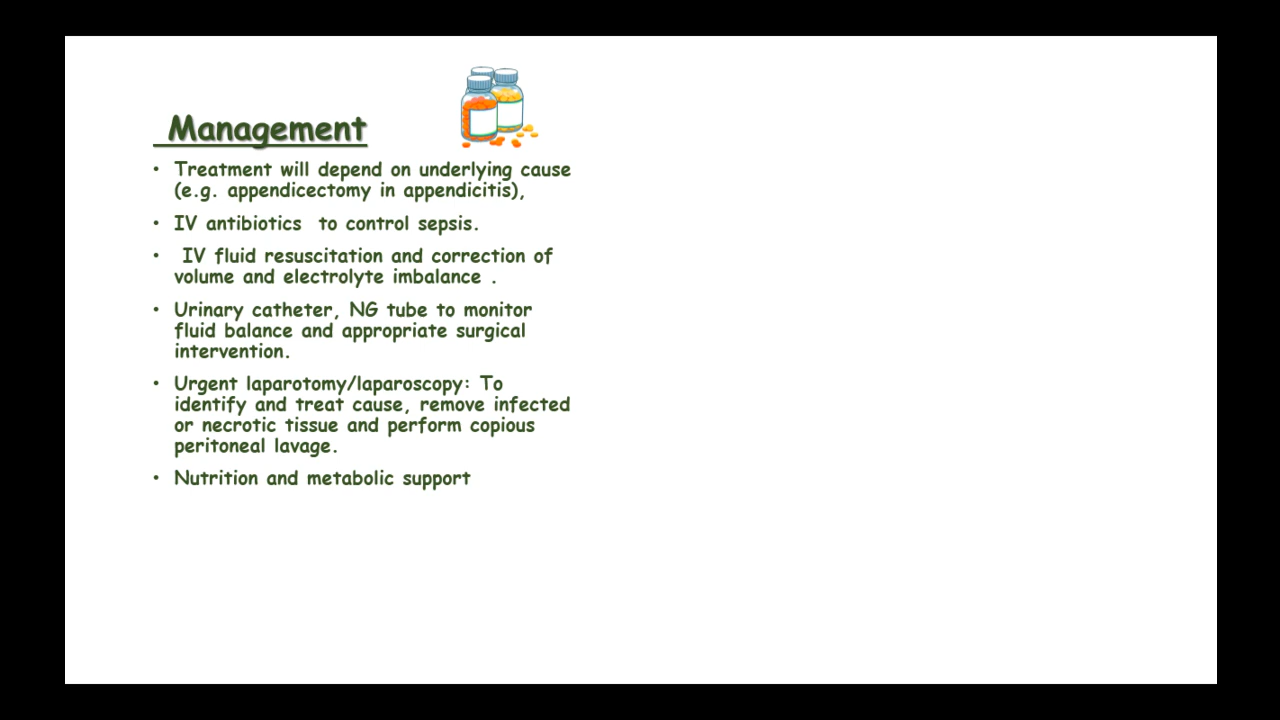 Management
• Treatment will depend on underlying cause
(e.g. appendicectomy in appendicitis),
• IV antibiotics  to control sepsis.
•  IV fluid resuscitation and correction of
volume and electrolyte imbalance .
• Urinary catheter, NG tube to monitor
fluid balance and appropriate surgical
intervention.
• Urgent laparotomy/laparoscopy: To
identify and treat cause, remove infected
or necrotic tissue and perform copious
peritoneal lavage.
• Nutrition and metabolic support